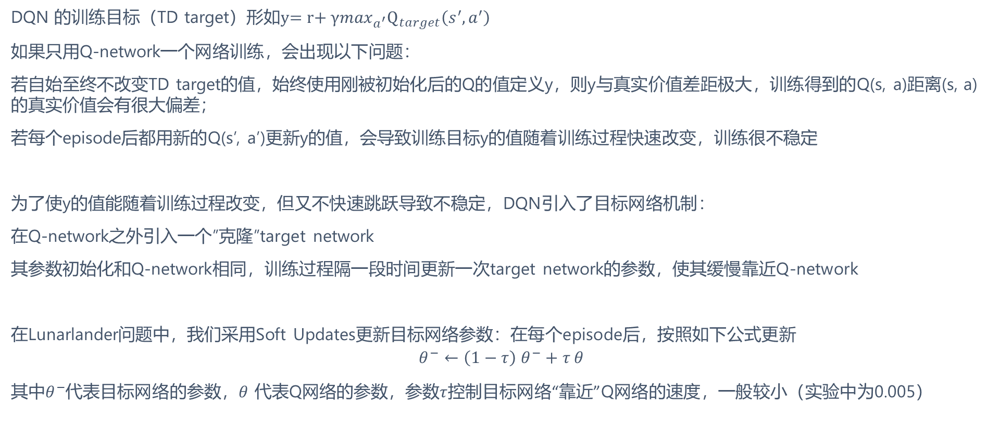 DQN 的训练目标（TD target）形如y= r+ γmaxₐ′Q_target(s′, a′)
如果只用Q-network一个网络训练，会出现以下问题：
若自始至终不改变TD target的值，始终使用刚被初始化后的Q的值定义y，则y与真实价值差距极大，训练得到的Q(s, a)距离(s, a)
的真实价值会有很大偏差；
若每个episode后都用新的Q(s’, a’)更新y的值，会导致训练目标y的值随着训练过程快速改变，训练很不稳定
为了使y的值能随着训练过程改变，但又不快速跳跃导致不稳定，DQN引入了目标网络机制：
在Q-network之外引入一个”克隆”target network
其参数初始化和Q-network相同，训练过程隔一段时间更新一次target network的参数，使其缓慢靠近Q-network
在Lunarlander问题中，我们采用Soft Updates更新目标网络参数：在每个episode后，按照如下公式更新
θ⁻ ← (1 − τ) θ⁻ + τ θ
其中θ⁻代表目标网络的参数，θ 代表Q网络的参数，参数τ控制目标网络“靠近”Q网络的速度，一般较小（实验中为0.005）